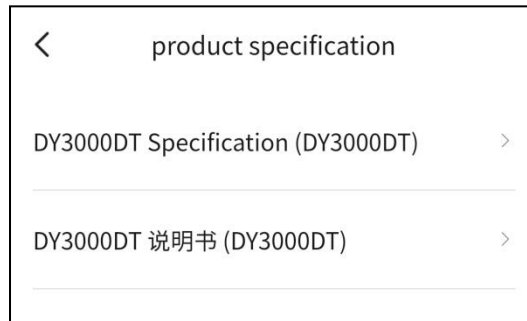 product specification
DY3000DT Specification (DY3000DT)
DY3000DT 说明书 (DY3000DT)